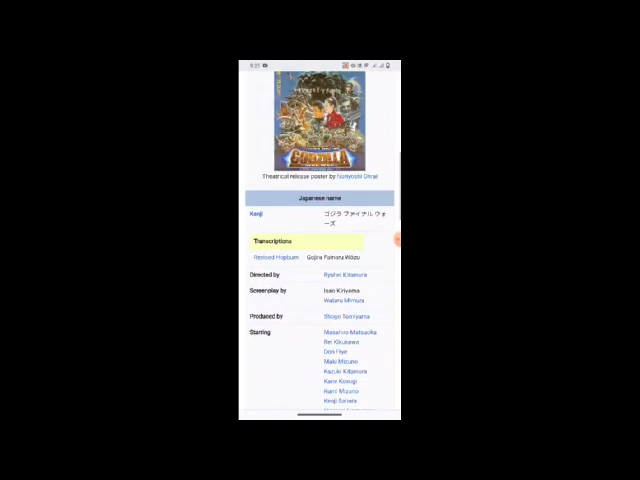 9:25
GODZILLA
Theatrical release poster by Noriyoshi Ohrai
Japanese name
Kanji
ゴジラ ファイナル ウォ
ーズ
Transcriptions
Revised Hepburn Gojira Fainaru Wōzu
Directed by Ryuhei Kitamura
Screenplay by Isao Kiriyama
Wataru Mimura
Produced by Shogo Tomiyama
Starring Masahiro Matsuoka
Rei Kikukawa
Don Frye
Maki Mizuno
Kazuki Kitamura
Kane Kosugi
Kumi Mizuno
Kenji Sahara